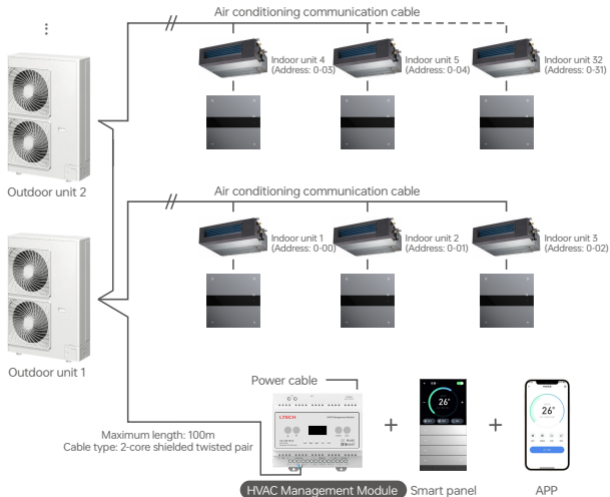 Air conditioning communication cable
Indoor unit 4
(Address: 0-03)
Indoor unit 5
(Address: 0-04)
Indoor unit 32
(Address: 0-31)
Outdoor unit 2
Air conditioning communication cable
Indoor unit 1
(Address: 0-00)
Indoor unit 2
(Address: 0-01)
Indoor unit 3
(Address: 0-02)
Outdoor unit 1
Power cable
26°
26°
Maximum length: 100m
Cable type: 2-core shielded twisted pair
HVAC Management Module
Smart panel
APP